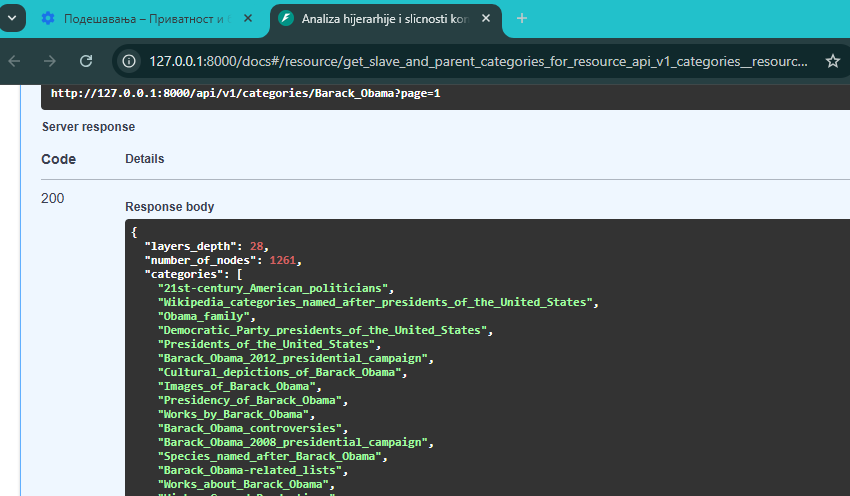 Подешавања – Приватност и
Analiza hijerarhije i slicnosti kon
127.0.0.1:8000/docs#/resource/get_slave_and_parent_categories_for_resource_api_v1_categories__resourc...
http://127.0.0.1:8000/api/v1/categories/Barack_Obama?page=1
Server response
Code Details
200
Response body
{
"layers_depth": 28,
"number_of_nodes": 1261,
"categories": [
"21st-century_American_politicians",
"Wikipedia_categories_named_after_presidents_of_the_United_States",
"Obama_family",
"Democratic_Party_presidents_of_the_United_States",
"Presidents_of_the_United_States",
"Barack_Obama_2012_presidential_campaign",
"Cultural_depictions_of_Barack_Obama",
"Images_of_Barack_Obama",
"Presidency_of_Barack_Obama",
"Works_by_Barack_Obama",
"Barack_Obama_controversies",
"Barack_Obama_2008_presidential_campaign",
"Species_named_after_Barack_Obama",
"Barack_Obama-related_lists",
"Works_about_Barack_Obama",